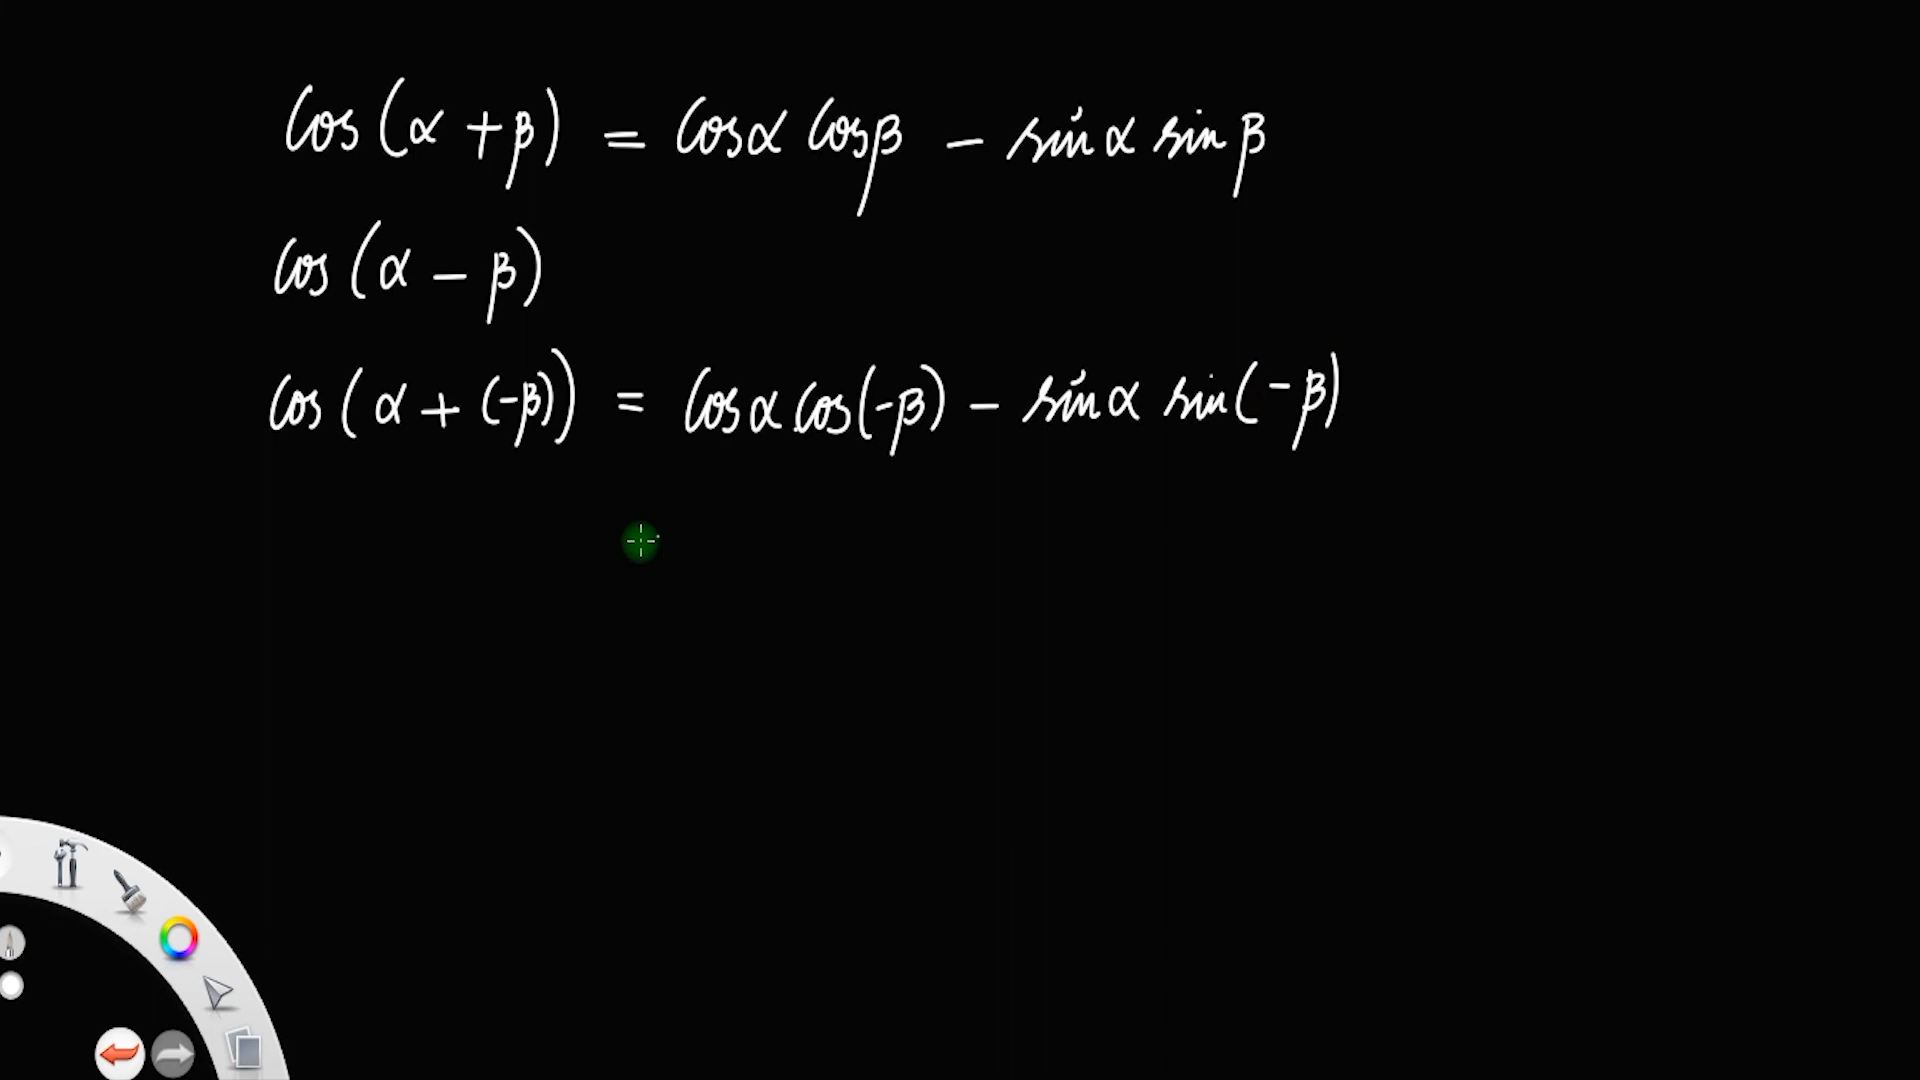 cos(α + β) = cosα cosβ - sinα sinβ
cos(α - β)
cos(α + (-β)) = cosα cos(-β) - sinα sin(-β)